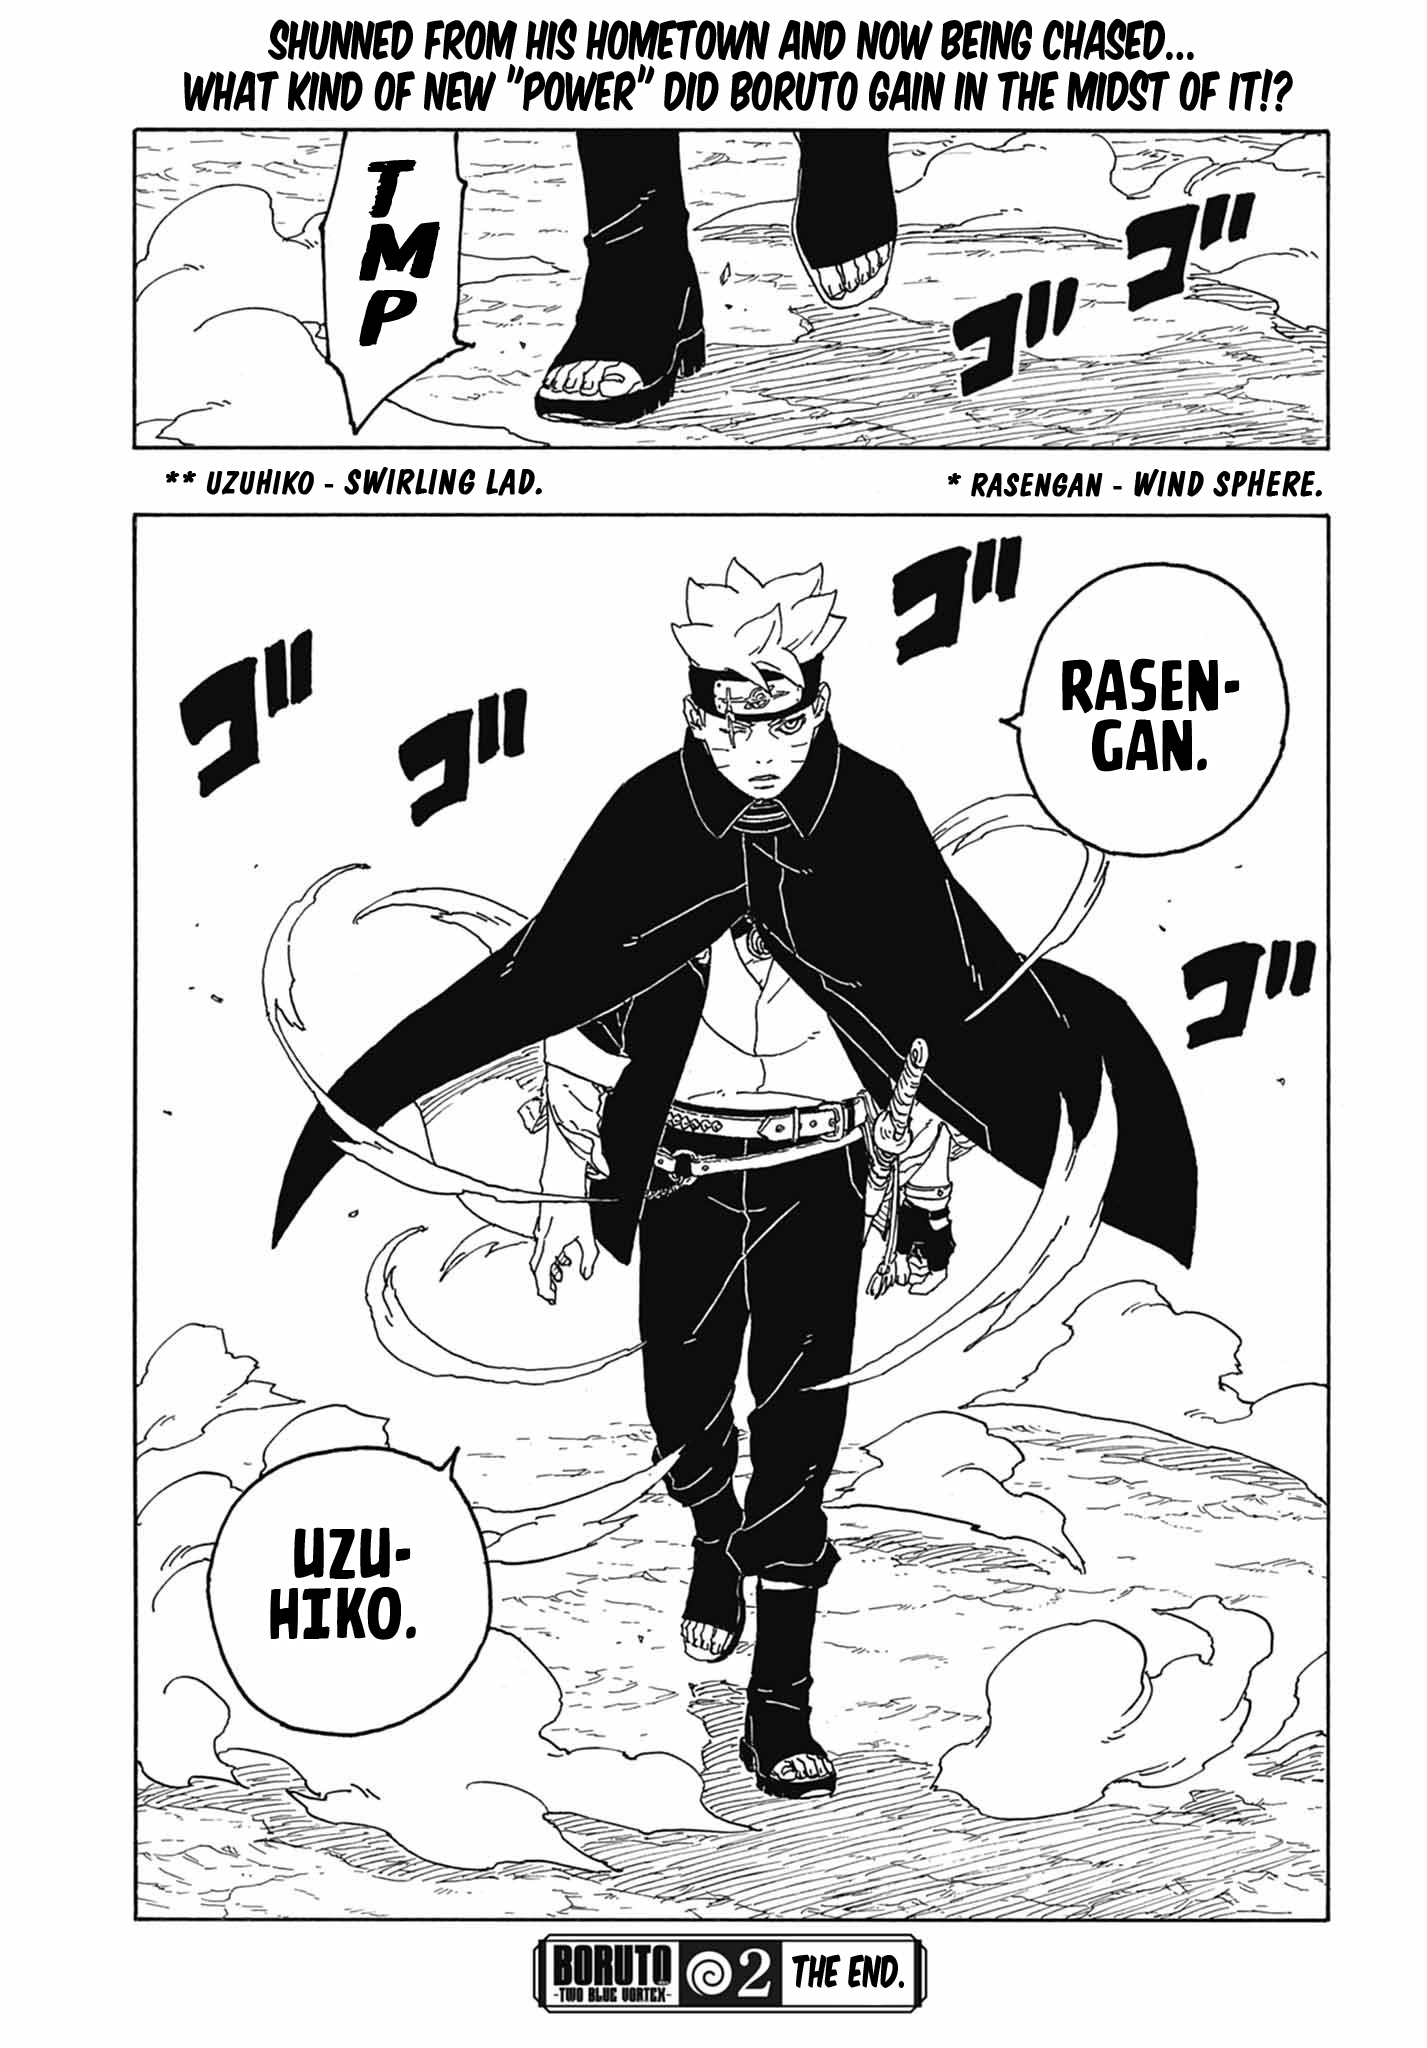 SHUNNED FROM HIS HOMETOWN AND NOW BEING CHASED...
WHAT KIND OF NEW "POWER" DID BORUTO GAIN IN THE MIDST OF IT!?
TMP
ゴ
ゴ
** UZUHIKO - SWIRLING LAD.
* RASENGAN - WIND SPHERE.
ゴ
ゴ
ゴ
ゴ
RASEN-
GAN.
UZU-
HIKO.
BORUTO
-TWO BLUE VORTEX-
2
THE END.